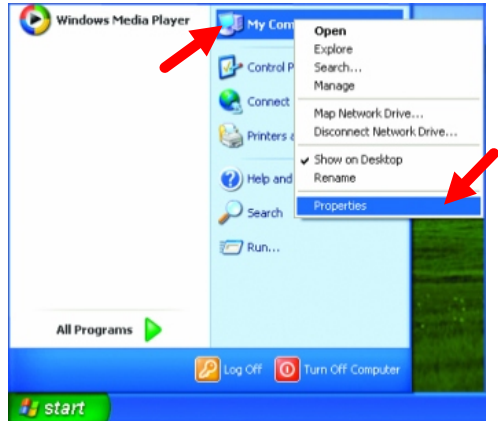 Windows Media Player
My Com
Control P
Connect
Printers a
Help and
Search
Run...
All Programs
Log Off
Turn Off Computer
start
Open
Explore
Search...
Manage
Map Network Drive...
Disconnect Network Drive...
Show on Desktop
Rename
Properties